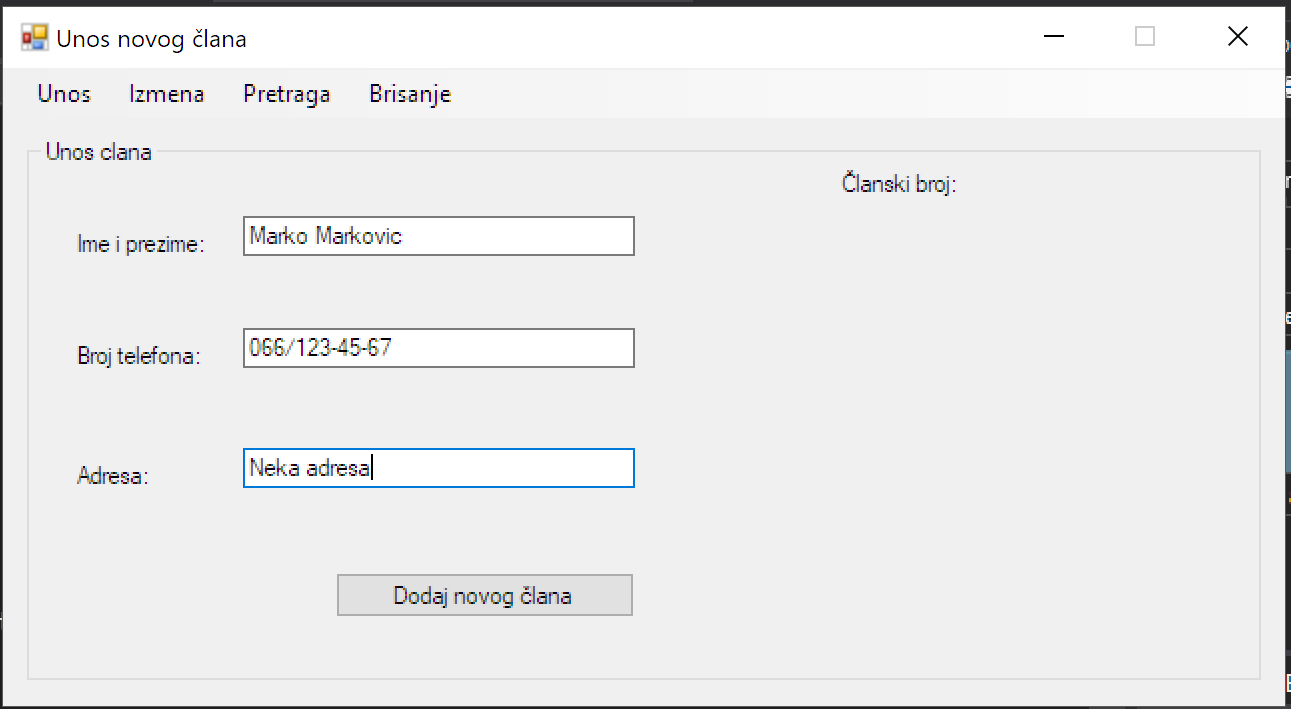 Unos novog člana
Unos Izmena Pretraga Brisanje
Unos clana
Članski broj:
Ime i prezime: Marko Markovic
Broj telefona: 066/123-45-67
Adresa: Neka adresa
Dodaj novog člana